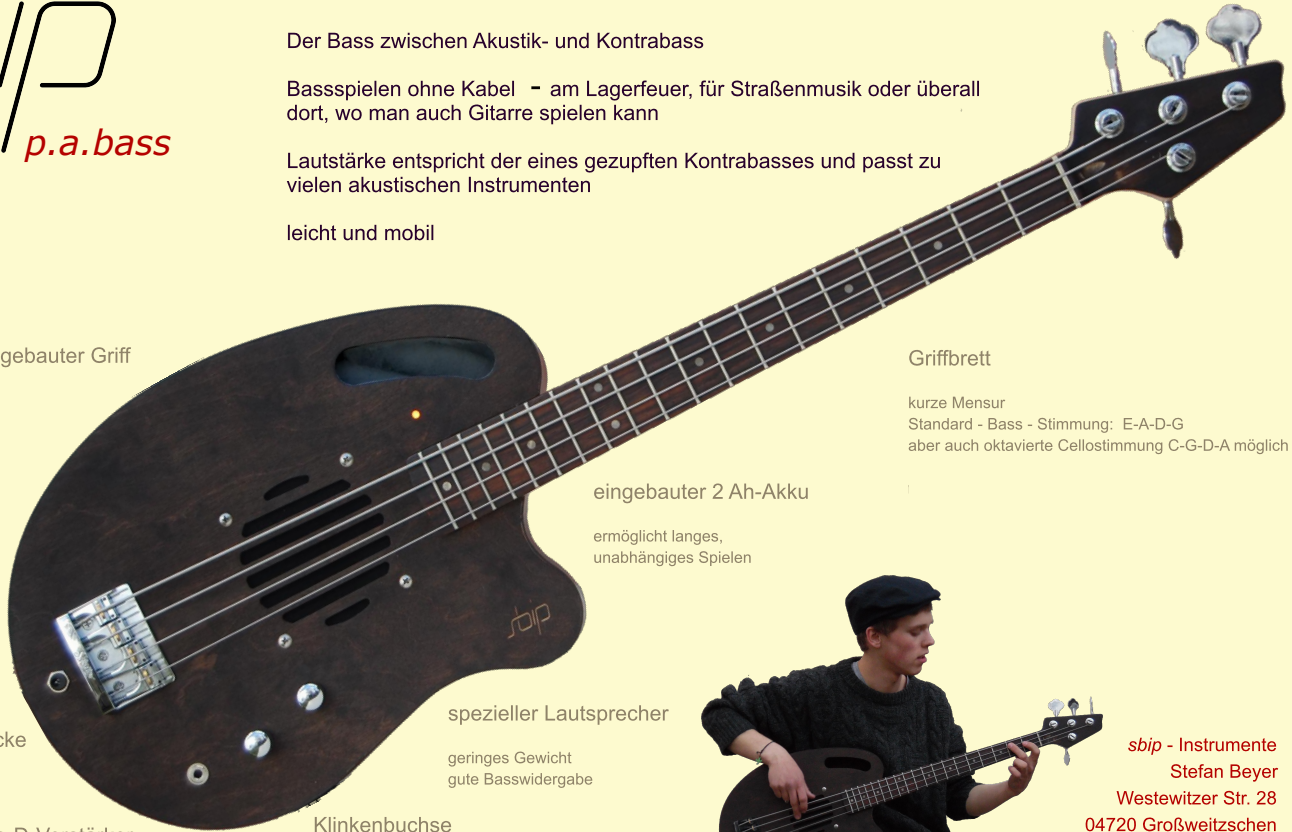 p.a.bass
Der Bass zwischen Akustik- und Kontrabass
Bassspielen ohne Kabel - am Lagerfeuer, für Straßenmusik oder überall
dort, wo man auch Gitarre spielen kann
Lautstärke entspricht der eines gezupften Kontrabasses und passt zu
vielen akustischen Instrumenten
leicht und mobil
gebauter Griff
Griffbrett
kurze Mensur
Standard - Bass - Stimmung: E-A-D-G
aber auch oktavierte Cellostimmung C-G-D-A möglich
eingebauter 2 Ah-Akku
ermöglicht langes,
unabhängiges Spielen
sbip
spezieller Lautsprecher
geringes Gewicht
gute Basswidergabe
cke
Klinkenbuchse
sbip - Instrumente
Stefan Beyer
Westewitzer Str. 28
04720 Großweitzschen